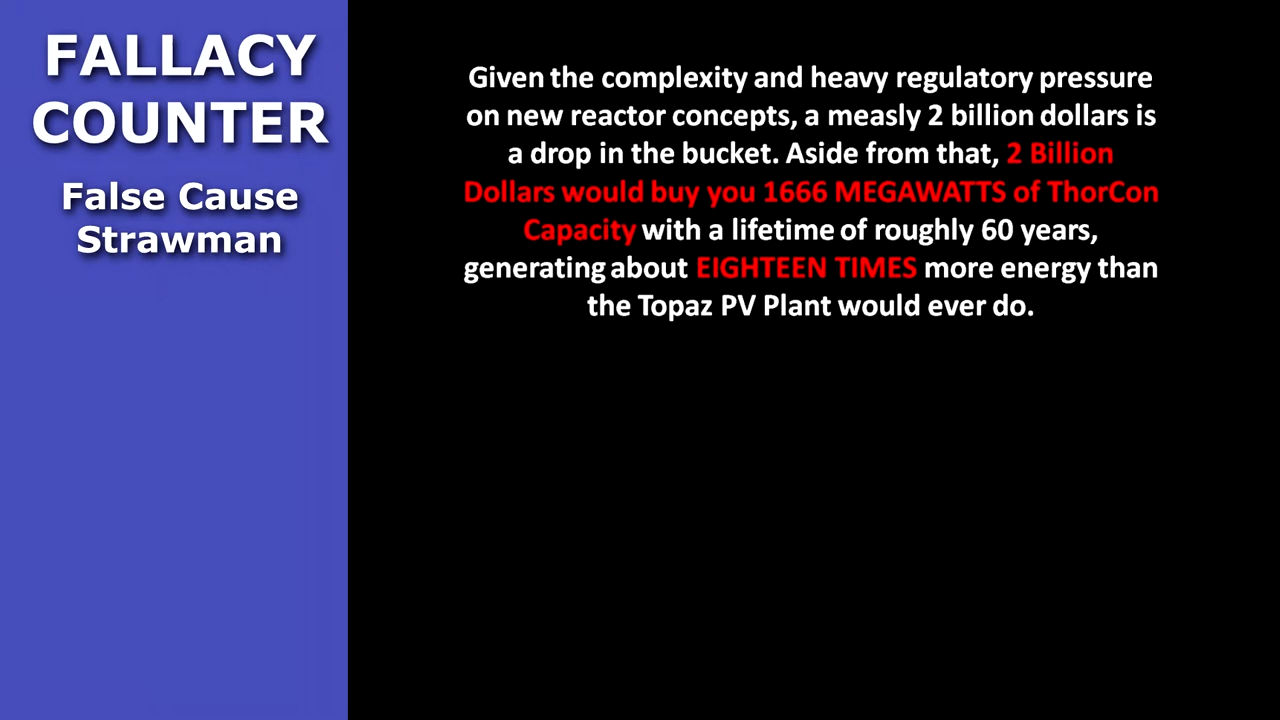 FALLACY
COUNTER
False Cause
Strawman
Given the complexity and heavy regulatory pressure
on new reactor concepts, a measly 2 billion dollars is
a drop in the bucket. Aside from that, 2 Billion
Dollars would buy you 1666 MEGAWATTS of ThorCon
Capacity with a lifetime of roughly 60 years,
generating about EIGHTEEN TIMES more energy than
the Topaz PV Plant would ever do.